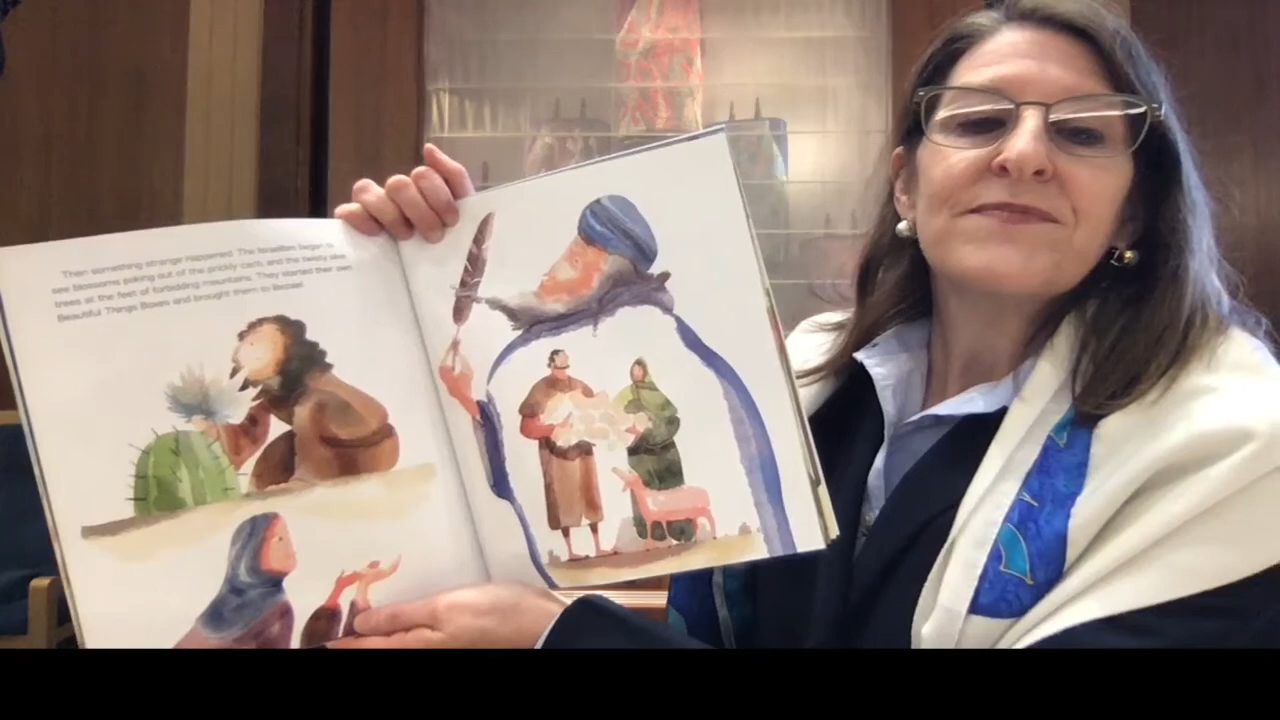 Then something strange happened. The Israelites began to
see blossoms poking out of the prickly cacti, and the twisty aloe
trees at the feet of forbidding mountains. They started their own
Beautiful Things Boxes and brought them to Bezalel.